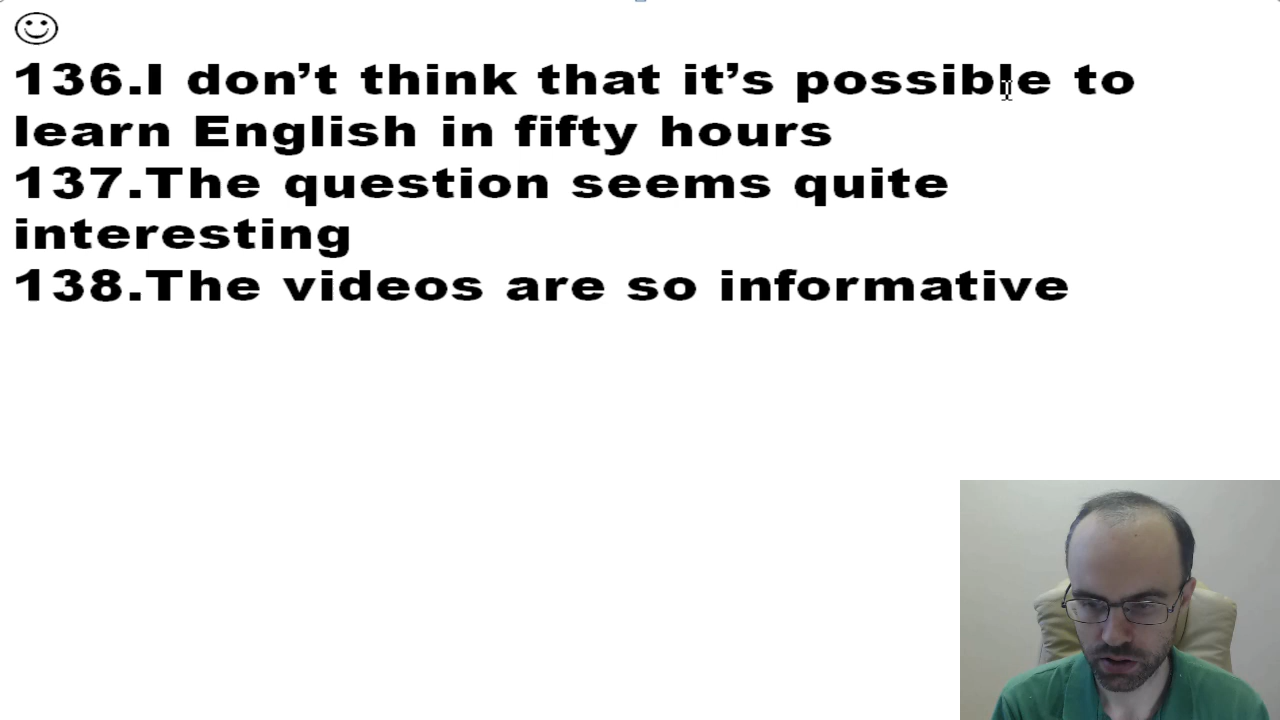 136.I don’t think that it’s possible to
learn English in fifty hours
137.The question seems quite
interesting
138.The videos are so informative